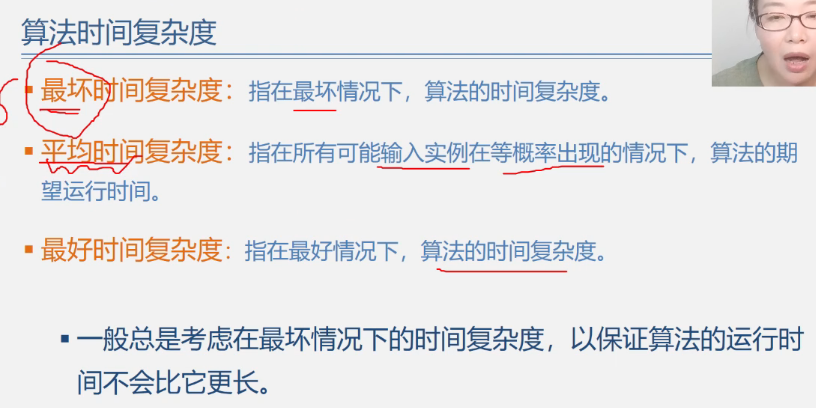 算法时间复杂度
▪ 最坏时间复杂度：指在最坏情况下，算法的时间复杂度。
▪ 平均时间复杂度：指在所有可能输入实例在等概率出现的情况下，算法的期
望运行时间。
▪ 最好时间复杂度：指在最好情况下，算法的时间复杂度。
▪ 一般总是考虑在最坏情况下的时间复杂度，以保证算法的运行时
间不会比它更长。